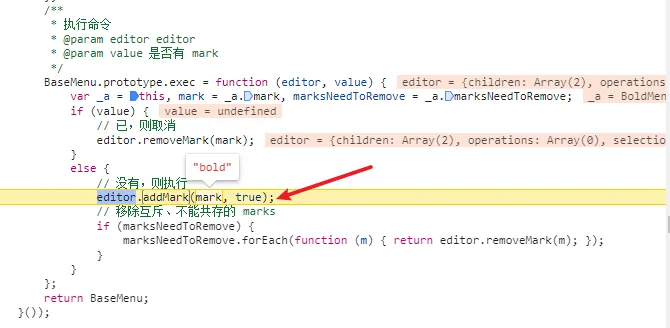 /**
* 执行命令
* @param editor editor
* @param value 是否有 mark
*/
BaseMenu.prototype.exec = function (editor, value) { editor = {children: Array(2), operations
var _a = this, mark = _a.mark, marksNeedToRemove = _a.marksNeedToRemove; _a = BoldMen
if (value) { value = undefined
// 已，则取消
editor.removeMark(mark); editor = {children: Array(2), operations: Array(0), selectio
}
"bold"
else {
// 没有，则执行
editor.addMark(mark, true);
// 移除互斥、不能共存的 marks
if (marksNeedToRemove) {
marksNeedToRemove.forEach(function (m) { return editor.removeMark(m); });
}
}
};
return BaseMenu;
}());